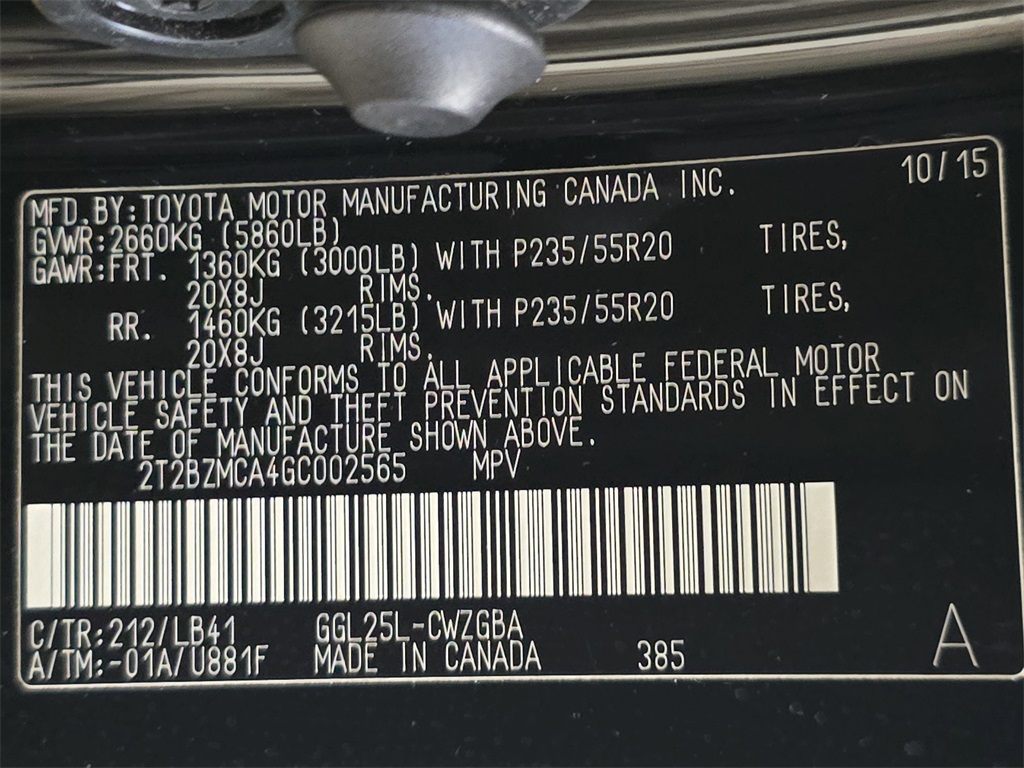 10/15
MFD.BY:TOYOTA MOTOR MANUFACTURING CANADA INC.
GVWR:2660KG (5860LB)
GAWR:FRT. 1360KG (3000LB) WITH P235/55R20 TIRES,
20X8J RIMS.
RR. 1460KG (3215LB) WITH P235/55R20 TIRES,
20X8J RIMS.
THIS VEHICLE CONFORMS TO ALL APPLICABLE FEDERAL MOTOR
VEHICLE SAFETY AND THEFT PREVENTION STANDARDS IN EFFECT ON
THE DATE OF MANUFACTURE SHOWN ABOVE.
2T2BZMCA4GC002565 MPV
C/TR:212/LB41 GGL25L-CWZGBA
A/TM:-01A/U881F MADE IN CANADA 385
A